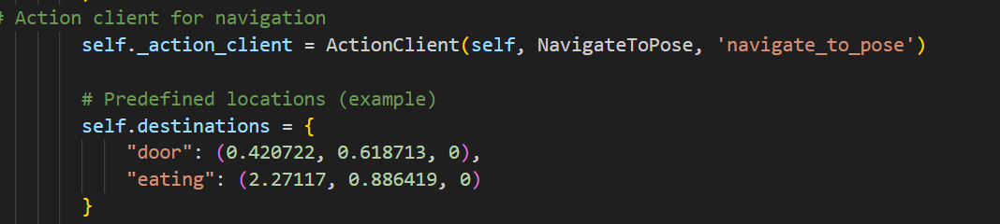 # Action client for navigation
self._action_client = ActionClient(self, NavigateToPose, 'navigate_to_pose')
# Predefined locations (example)
self.destinations = {
"door": (0.420722, 0.618713, 0),
"eating": (2.27117, 0.886419, 0)
}